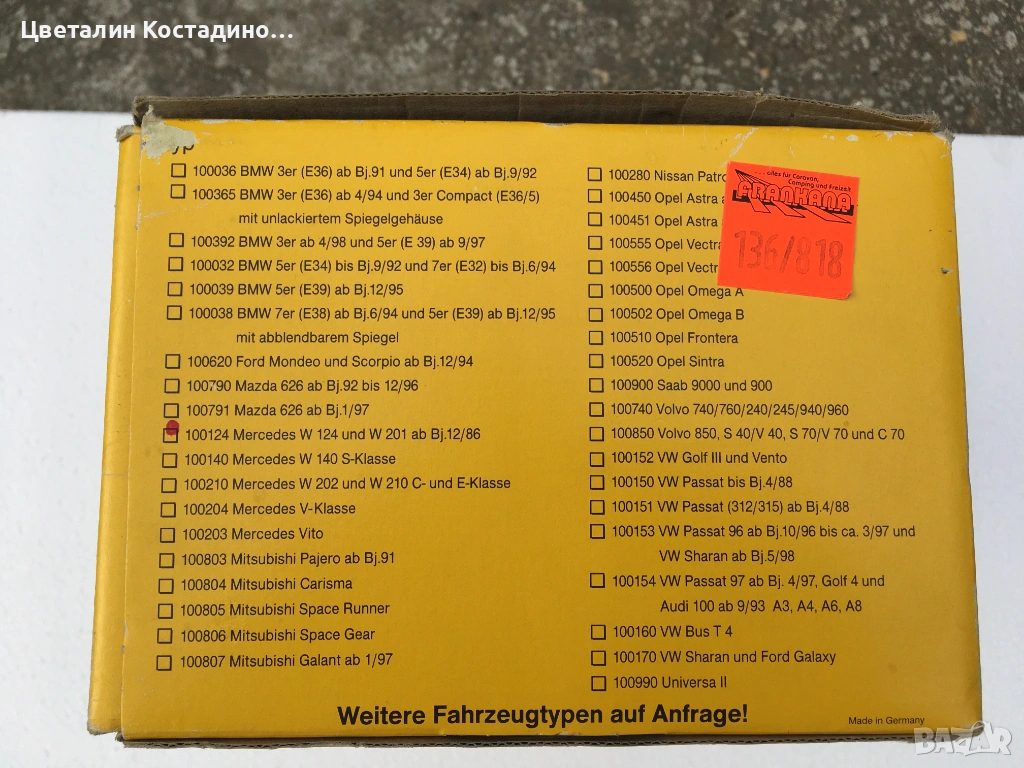 Цветалин Костадино...
100036 BMW 3er (E36) ab Bj.91 und 5er (E34) ab Bj.9/92
100365 BMW 3er (E36) ab 4/94 und 3er Compact (E36/5)
mit unlackiertem Spiegelgehäuse
100392 BMW 3er ab 4/98 und 5er (E 39) ab 9/97
100032 BMW 5er (E34) bis Bj.9/92 und 7er (E32) bis Bj.6/94
100039 BMW 5er (E39) ab Bj.12/95
100038 BMW 7er (E38) ab Bj.6/94 und 5er (E39) ab Bj.12/95
mit abblendbarem Spiegel
100620 Ford Mondeo und Scorpio ab Bj.12/94
100790 Mazda 626 ab Bj.92 bis 12/96
100791 Mazda 626 ab Bj.1/97
100124 Mercedes W 124 und W 201 ab Bj.12/86
100140 Mercedes W 140 S-Klasse
100210 Mercedes W 202 und W 210 C- und E-Klasse
100204 Mercedes V-Klasse
100203 Mercedes Vito
100803 Mitsubishi Pajero ab Bj.91
100804 Mitsubishi Carisma
100805 Mitsubishi Space Runner
100806 Mitsubishi Space Gear
100807 Mitsubishi Galant ab 1/97
100280 Nissan
100450 Opel Astra
100451 Opel Astra
100555 Opel
100556 Opel
100500 Opel Omega A
100502 Opel Omega B
100510 Opel Frontera
100520 Opel Sintra
100900 Saab 9000 und 900
100740 Volvo 740/760/240/245/940/960
100850 Volvo 850, S 40/V 40, S 70/V 70 und C 70
100152 VW Golf III und Vento
100150 VW Passat bis Bj.4/88
100151 VW Passat (312/315) ab Bj.4/88
100153 VW Passat 96 ab Bj.10/96 bis ca. 3/97 und
VW Sharan ab Bj.5/98
100154 VW Passat 97 ab Bj. 4/97, Golf 4 und
Audi 100 ab 9/93 A3, A4, A6, A8
100160 VW Bus T 4
100170 VW Sharan und Ford Galaxy
100990 Universa II
...alles für Caravan,
Camping und Freizeit
FRANKANA
136/818
Weitere Fahrzeugtypen auf Anfrage!
Made in Germany
BAZAR